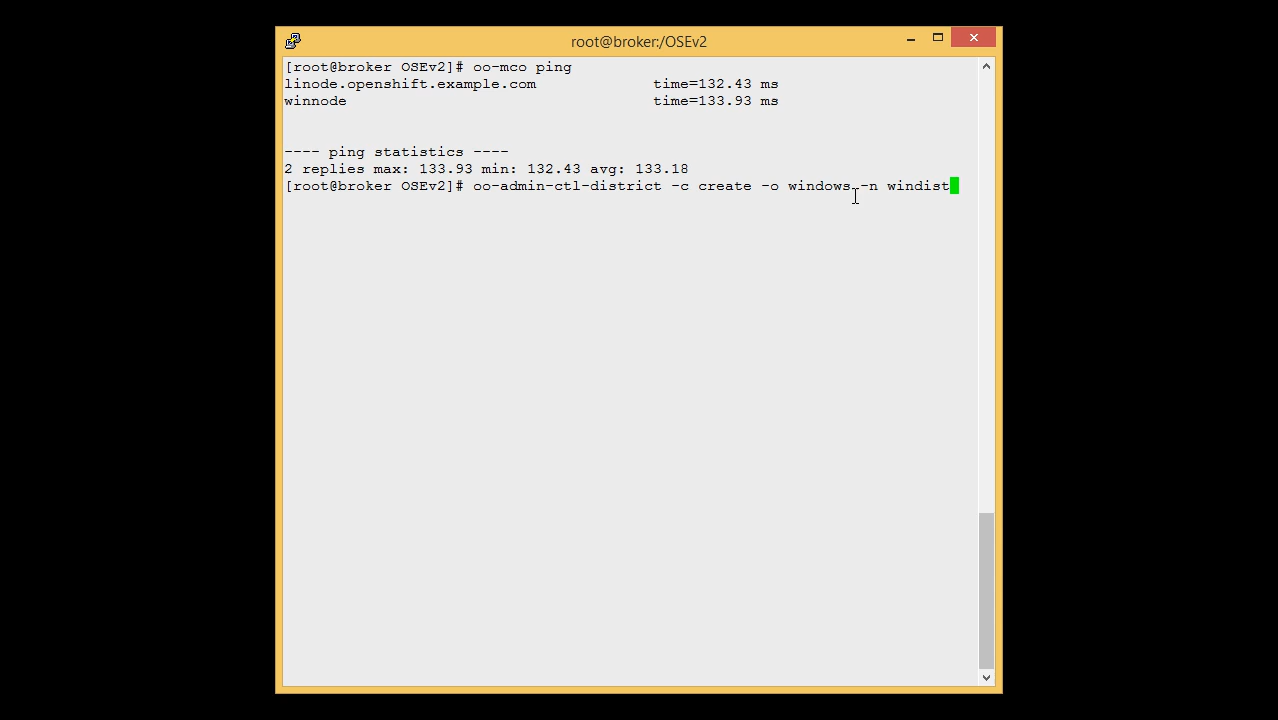 root@broker:/OSEv2
[root@broker OSEv2]# oo-mco ping
linode.openshift.example.com time=132.43 ms
winnode time=133.93 ms
---- ping statistics ----
2 replies max: 133.93 min: 132.43 avg: 133.18
[root@broker OSEv2]# oo-admin-ctl-district -c create -o windows -n windist